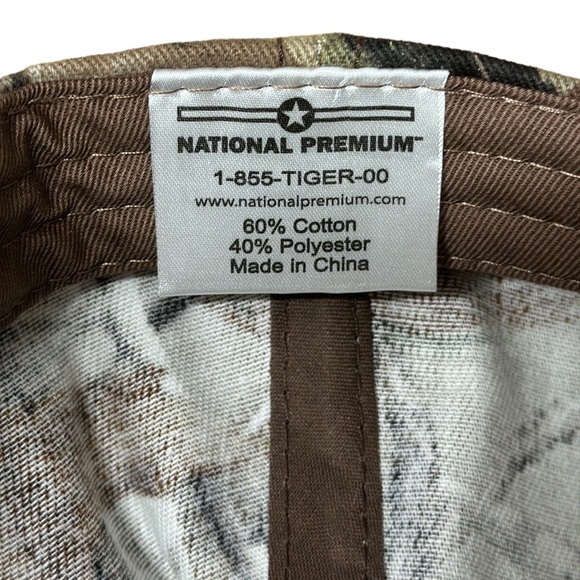 NATIONAL PREMIUM™
1-855-TIGER-00
www.nationalpremium.com
60% Cotton
40% Polyester
Made in China